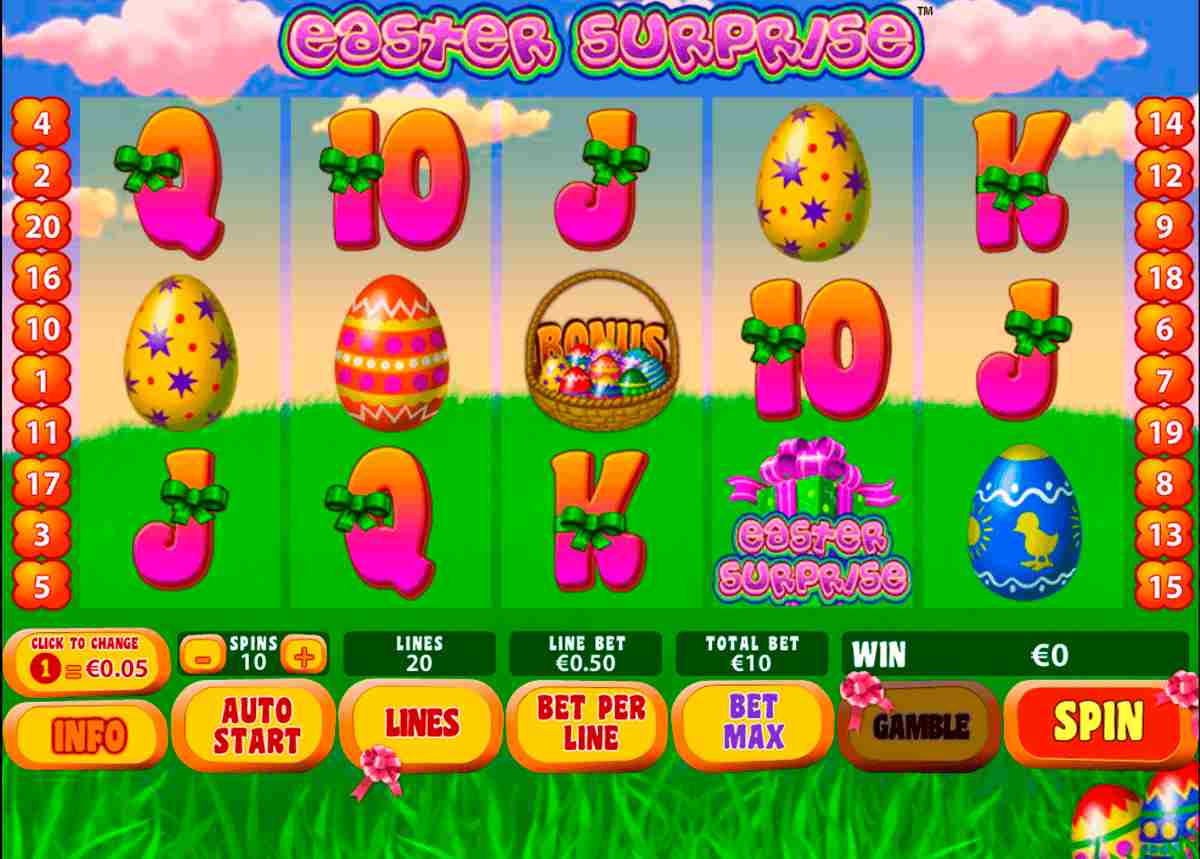 EASTER SURPRISE™
4
14
2
12
20
9
16
18
10
6
1
7
11
19
17
8
3
13
5
15
Q
10
J
K
BONUS
10
J
J
Q
K
EASTER
SURPRISE
CLICK TO CHANGE
1 = €0.05
SPINS
- 10 +
LINES
20
LINE BET
€0.50
TOTAL BET
€10
WIN €0
INFO
AUTO
START
LINES
BET PER
LINE
BET
MAX
GAMBLE
SPIN